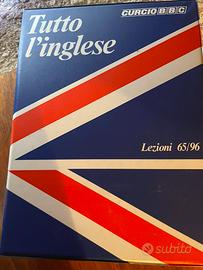 CURCIO BBC
Tutto
l'inglese
Lezioni 65/96
subito